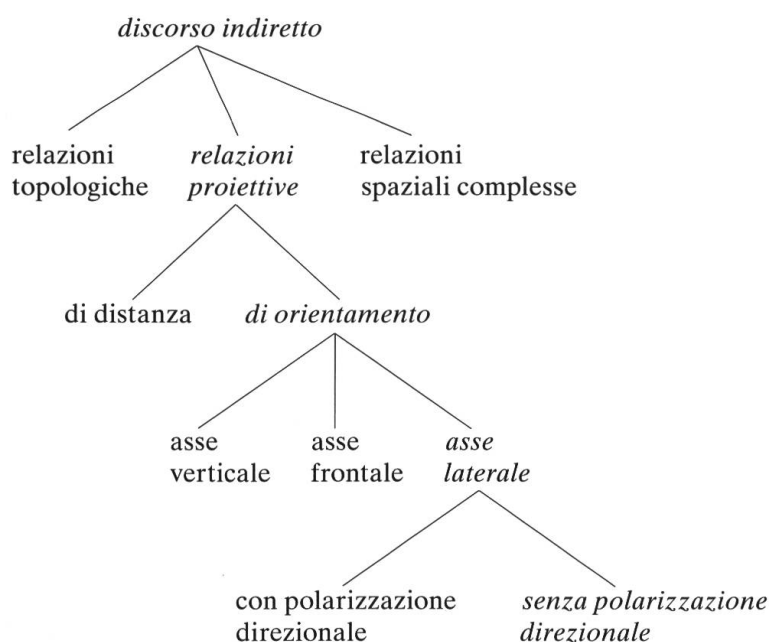 discorso indiretto
relazioni relazioni relazioni
topologiche proiettive spaziali complesse
di distanza di orientamento
asse asse asse
verticale frontale laterale
con polarizzazione senza polarizzazione
direzionale direzionale